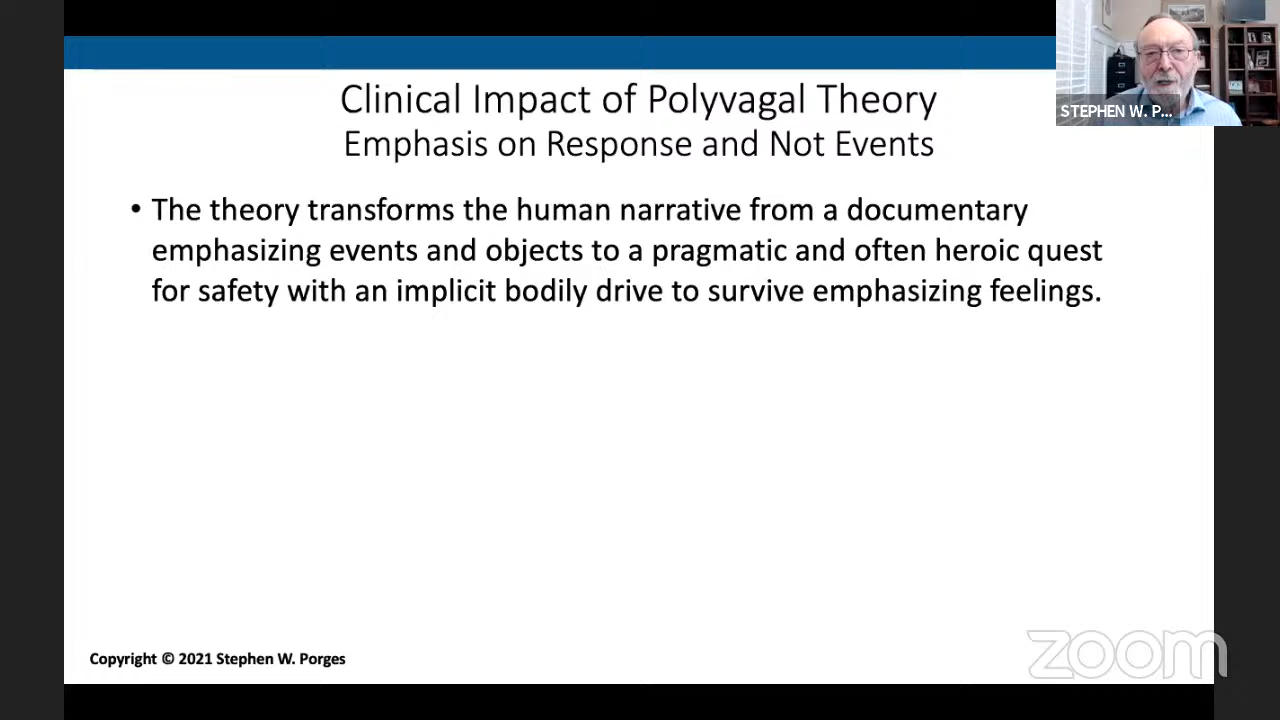 Clinical Impact of Polyvagal Theory
Emphasis on Response and Not Events
• The theory transforms the human narrative from a documentary
emphasizing events and objects to a pragmatic and often heroic quest
for safety with an implicit bodily drive to survive emphasizing feelings.
STEPHEN W. P...
Copyright © 2021 Stephen W. Porges
zoom